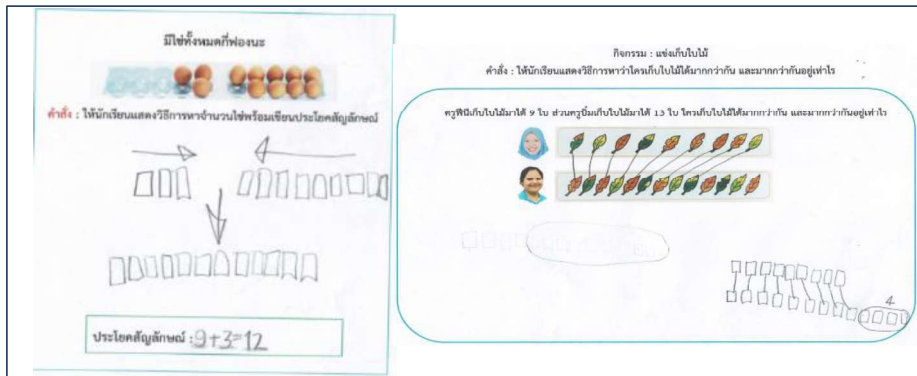 มีไข่ทั้งหมดกี่ฟองนะ
คำสั่ง : ให้นักเรียนแสดงวิธีการหาจำนวนไข่พร้อมเขียนประโยคสัญลักษณ์
ประโยคสัญลักษณ์ : 9+3=12
กิจกรรม : แข่งเก็บใบไม้
คำสั่ง : ให้นักเรียนแสดงวิธีการหาว่าใครเก็บใบไม้ได้มากกว่ากัน และมากกว่ากันอยู่เท่าไร
ครูฟีนีเก็บใบไม้มาได้ 9 ใบ ส่วนครูบิ๋มเก็บใบไม้มาได้ 13 ใบ ใครเก็บใบไม้ได้มากกว่ากัน และมากกว่ากันอยู่เท่าไร
4